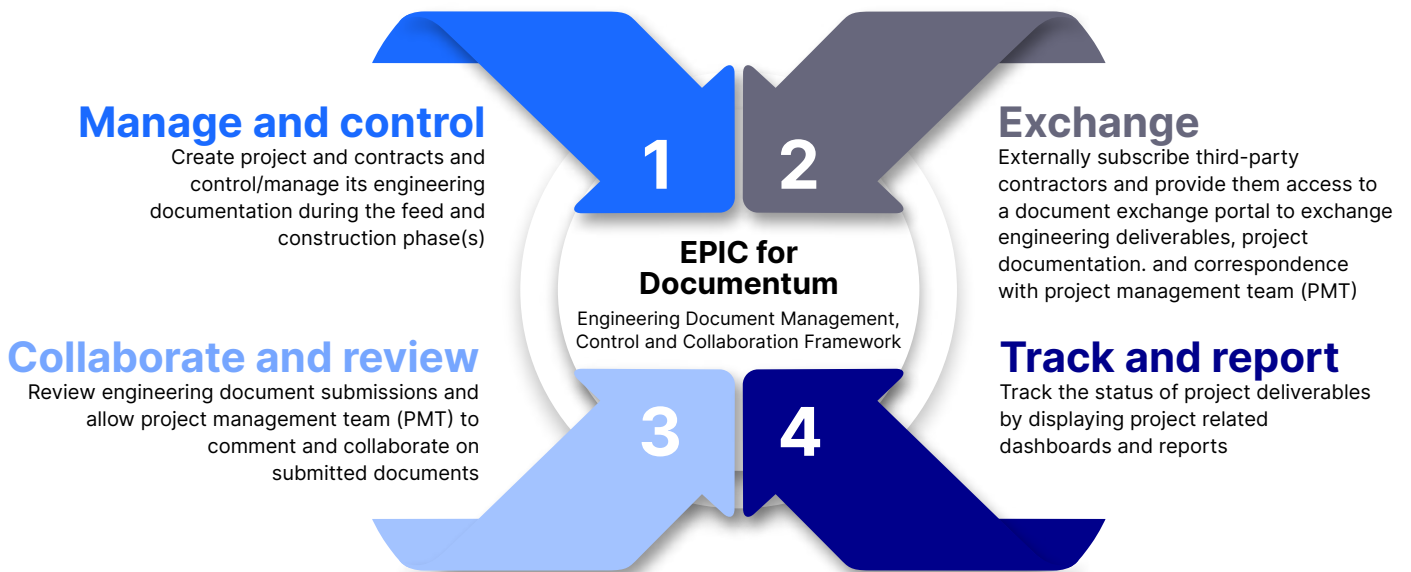 Manage and control
Create project and contracts and
control/manage its engineering
documentation during the feed and
construction phase(s)
1
2
Exchange
Externally subscribe third-party
contractors and provide them access to
a document exchange portal to exchange
engineering deliverables, project
documentation. and correspondence
with project management team (PMT)
EPIC for
Documentum
Engineering Document Management,
Control and Collaboration Framework
Collaborate and review
Review engineering document submissions and
allow project management team (PMT) to
comment and collaborate on
submitted documents
3
4
Track and report
Track the status of project deliverables
by displaying project related
dashboards and reports